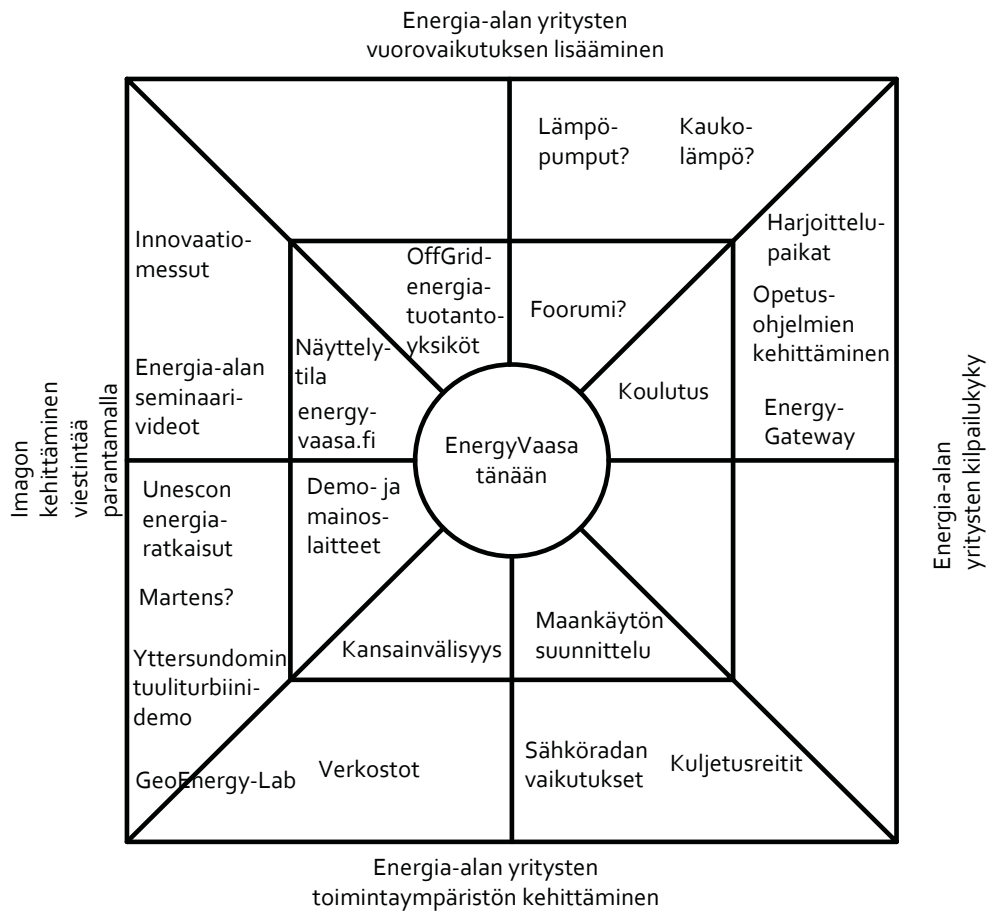 Energia-alan yritysten
vuorovaikutuksen lisääminen
Lämpö-
pumput?
Kauko-
lämpö?
Harjoittelu-
paikat
Innovaatio-
messut
OffGrid-
energia-
tuotanto-
yksiköt
Foorumi?
Opetus-
ohjelmien
kehittäminen
Näyttely-
tila
energy-
vaasa.fi
Energia-alan
seminaari-
videot
Koulutus
Energy-
Gateway
EnergyVaasa
tänään
Imagon
kehittäminen
viestintää
parantamalla
Energia-alan
yritysten kilpailukyky
Unescon
energia-
ratkaisut
Demo- ja
mainos-
laitteet
Martens?
Kansainvälisyys
Maankäytön
suunnittelu
Yttersundomin
tuuliturbiini-
demo
GeoEnergy-Lab
Verkostot
Sähköradan
vaikutukset
Kuljetusreitit
Energia-alan yritysten
toimintaympäristön kehittäminen